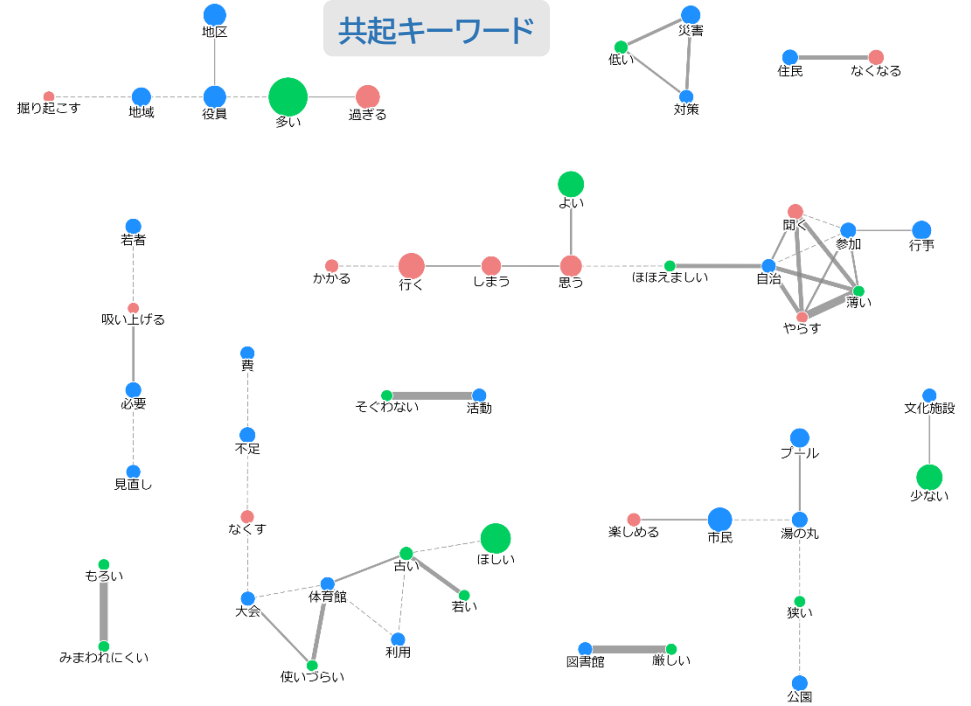 共起キーワード
地区
掘り起こす
地域
役員
多い
過ぎる
災害
低い
対策
住民
なくなる
若者
吸い上げる
必要
見直し
よい
かかる
行く
しまう
思う
ほほえましい
自治
聞く
参加
行事
薄い
やらす
費
不足
なくす
大会
体育館
古い
ほしい
若い
利用
使いづらい
そぐわない
活動
もろい
みまわれにくい
文化施設
少ない
プール
楽しめる
市民
湯の丸
狭い
公園
図書館
厳しい